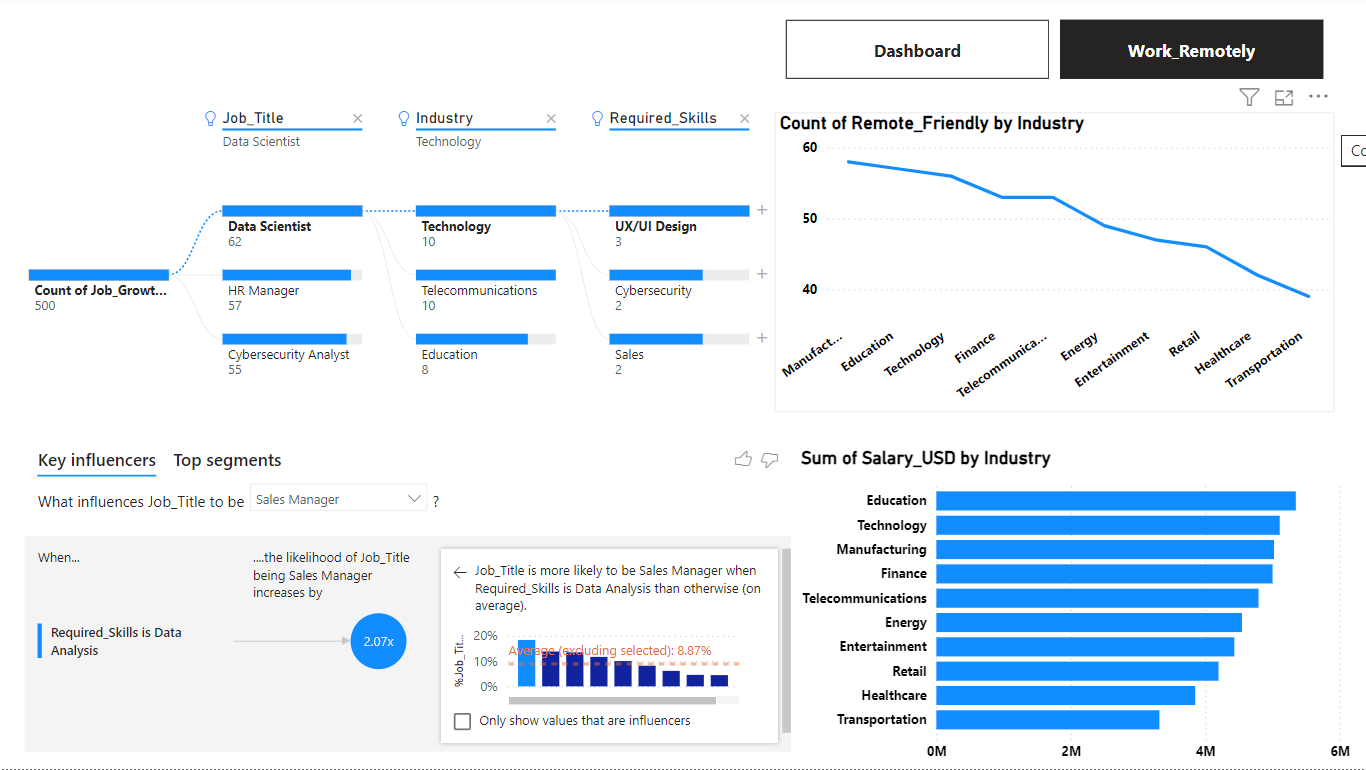 Dashboard
Work_Remotely
Job_Title
Data Scientist
Industry
Technology
Required_Skills
Count of Job_Growt...
500
Data Scientist
62
HR Manager
57
Cybersecurity Analyst
55
Technology
10
Telecommunications
10
Education
8
UX/UI Design
3
Cybersecurity
2
Sales
2
Count of Remote_Friendly by Industry
60
50
40
Manufact...
Education
Technology
Finance
Telecommunica...
Energy
Entertainment
Retail
Healthcare
Transportation
Co
Key influencers
Top segments
What influences Job_Title to be
Sales Manager
?
When...
....the likelihood of Job_Title
being Sales Manager
increases by
Required_Skills is Data
Analysis
2.07x
Job_Title is more likely to be Sales Manager when
Required_Skills is Data Analysis than otherwise (on
average).
%Job_Tit...
20%
10%
0%
Average (excluding selected): 8.87%
Only show values that are influencers
Sum of Salary_USD by Industry
Education
Technology
Manufacturing
Finance
Telecommunications
Energy
Entertainment
Retail
Healthcare
Transportation
0M
2M
4M
6M